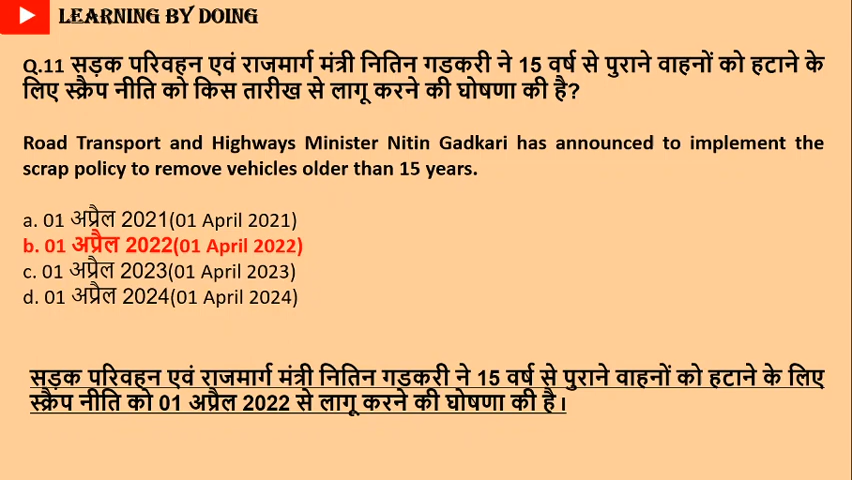 LEARNING BY DOING
Q.11 सड़क परिवहन एवं राजमार्ग मंत्री नितिन गडकरी ने 15 वर्ष से पुराने वाहनों को हटाने के
लिए स्क्रैप नीति को किस तारीख से लागू करने की घोषणा की है?
Road Transport and Highways Minister Nitin Gadkari has announced to implement the
scrap policy to remove vehicles older than 15 years.
a. 01 अप्रैल 2021(01 April 2021)
b. 01 अप्रैल 2022(01 April 2022)
c. 01 अप्रैल 2023(01 April 2023)
d. 01 अप्रैल 2024(01 April 2024)
सड़क परिवहन एवं राजमार्ग मंत्री नितिन गडकरी ने 15 वर्ष से पुराने वाहनों को हटाने के लिए
स्क्रैप नीति को 01 अप्रैल 2022 से लागू करने की घोषणा की है।